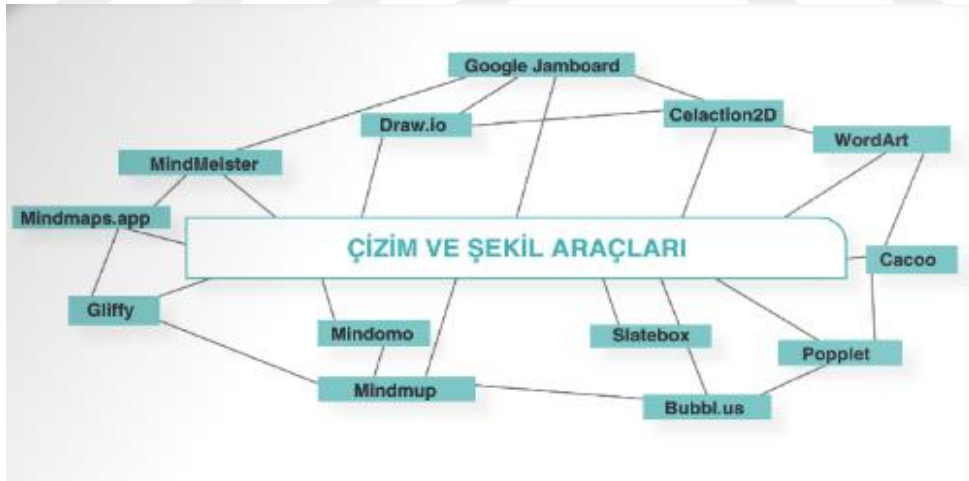 Google Jamboard
Draw.io
Celaction2D
WordArt
MindMeister
Mindmaps.app
ÇİZİM VE ŞEKİL ARAÇLARI
Cacoo
Gliffy
Mindomo
Slatebox
Popplet
Mindmup
Bubbl.us